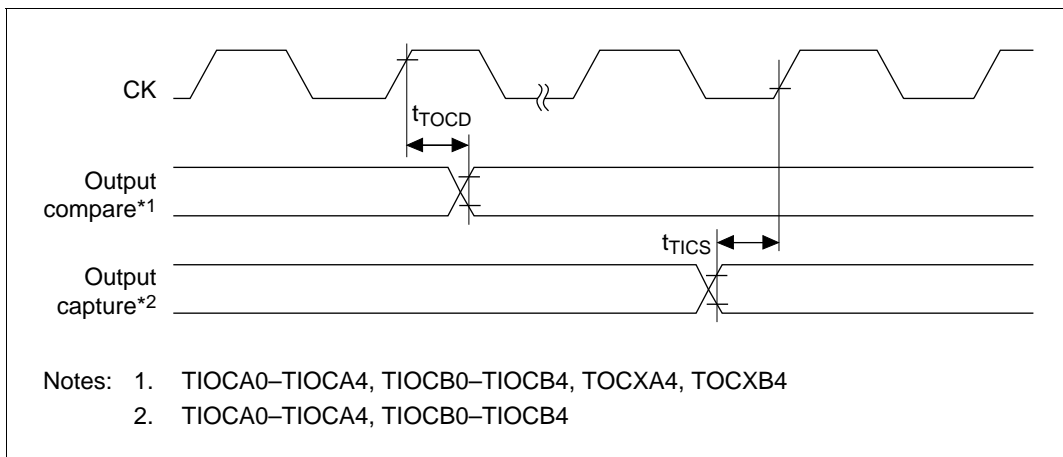 CK
tTOCD
Output
compare*1
tTICS
Output
capture*2
Notes: 1. TIOCA0–TIOCA4, TIOCB0–TIOCB4, TOCXA4, TOCXB4
2. TIOCA0–TIOCA4, TIOCB0–TIOCB4